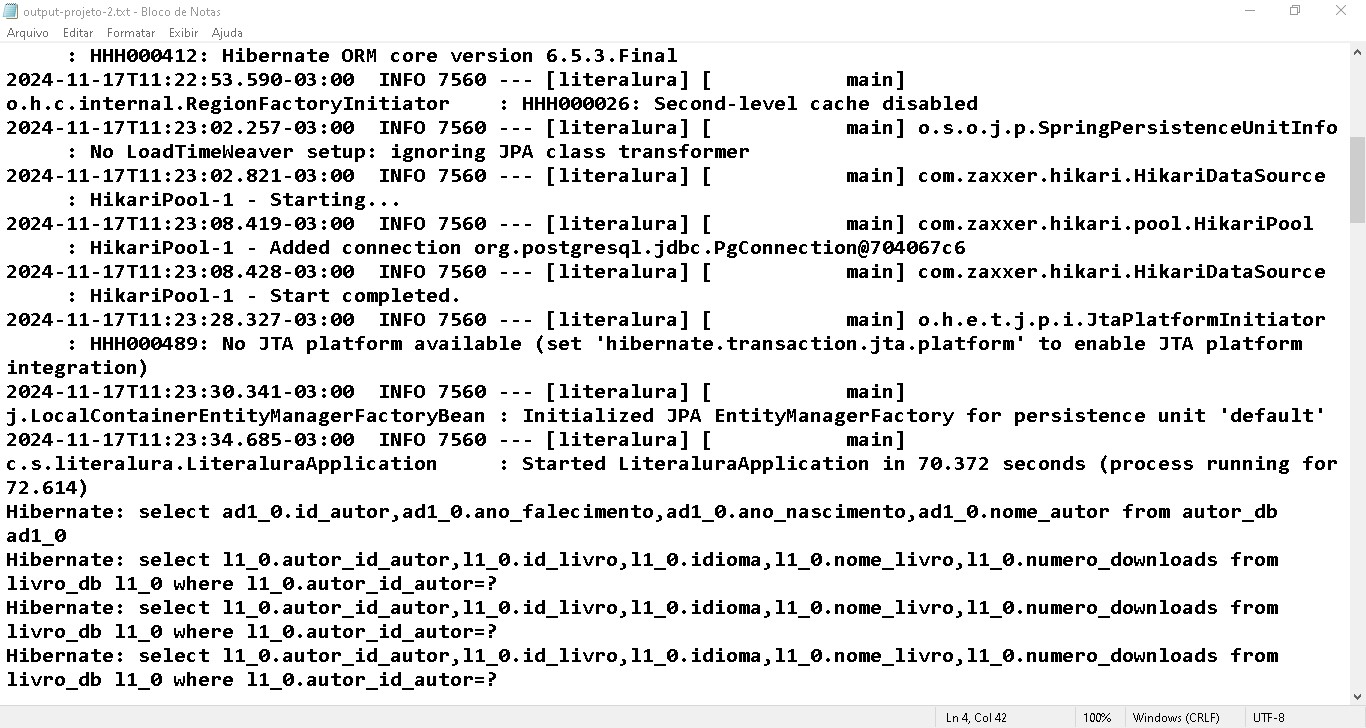 output-projeto-2.txt - Bloco de Notas
Arquivo Editar Formatar Exibir Ajuda
: HHH000412: Hibernate ORM core version 6.5.3.Final
2024-11-17T11:22:53.590-03:00  INFO 7560 --- [literalura] [           main]
o.h.c.internal.RegionFactoryInitiator    : HHH000026: Second-level cache disabled
2024-11-17T11:23:02.257-03:00  INFO 7560 --- [literalura] [           main] o.s.o.j.p.SpringPersistenceUnitInfo
: No LoadTimeWeaver setup: ignoring JPA class transformer
2024-11-17T11:23:02.821-03:00  INFO 7560 --- [literalura] [           main] com.zaxxer.hikari.HikariDataSource
: HikariPool-1 - Starting...
2024-11-17T11:23:08.419-03:00  INFO 7560 --- [literalura] [           main] com.zaxxer.hikari.pool.HikariPool
: HikariPool-1 - Added connection org.postgresql.jdbc.PgConnection@704067c6
2024-11-17T11:23:08.428-03:00  INFO 7560 --- [literalura] [           main] com.zaxxer.hikari.HikariDataSource
: HikariPool-1 - Start completed.
2024-11-17T11:23:28.327-03:00  INFO 7560 --- [literalura] [           main] o.h.e.t.j.p.i.JtaPlatformInitiator
: HHH000489: No JTA platform available (set 'hibernate.transaction.jta.platform' to enable JTA platform
integration)
2024-11-17T11:23:30.341-03:00  INFO 7560 --- [literalura] [           main]
j.LocalContainerEntityManagerFactoryBean : Initialized JPA EntityManagerFactory for persistence unit 'default'
2024-11-17T11:23:34.685-03:00  INFO 7560 --- [literalura] [           main]
c.s.literalura.LiteraluraApplication     : Started LiteraluraApplication in 70.372 seconds (process running for
72.614)
Hibernate: select ad1_0.id_autor,ad1_0.ano_falecimento,ad1_0.ano_nascimento,ad1_0.nome_autor from autor_db
ad1_0
Hibernate: select l1_0.autor_id_autor,l1_0.id_livro,l1_0.idioma,l1_0.nome_livro,l1_0.numero_downloads from
livro_db l1_0 where l1_0.autor_id_autor=?
Hibernate: select l1_0.autor_id_autor,l1_0.id_livro,l1_0.idioma,l1_0.nome_livro,l1_0.numero_downloads from
livro_db l1_0 where l1_0.autor_id_autor=?
Hibernate: select l1_0.autor_id_autor,l1_0.id_livro,l1_0.idioma,l1_0.nome_livro,l1_0.numero_downloads from
livro_db l1_0 where l1_0.autor_id_autor=?
Ln 4, Col 42 100% Windows (CRLF) UTF-8